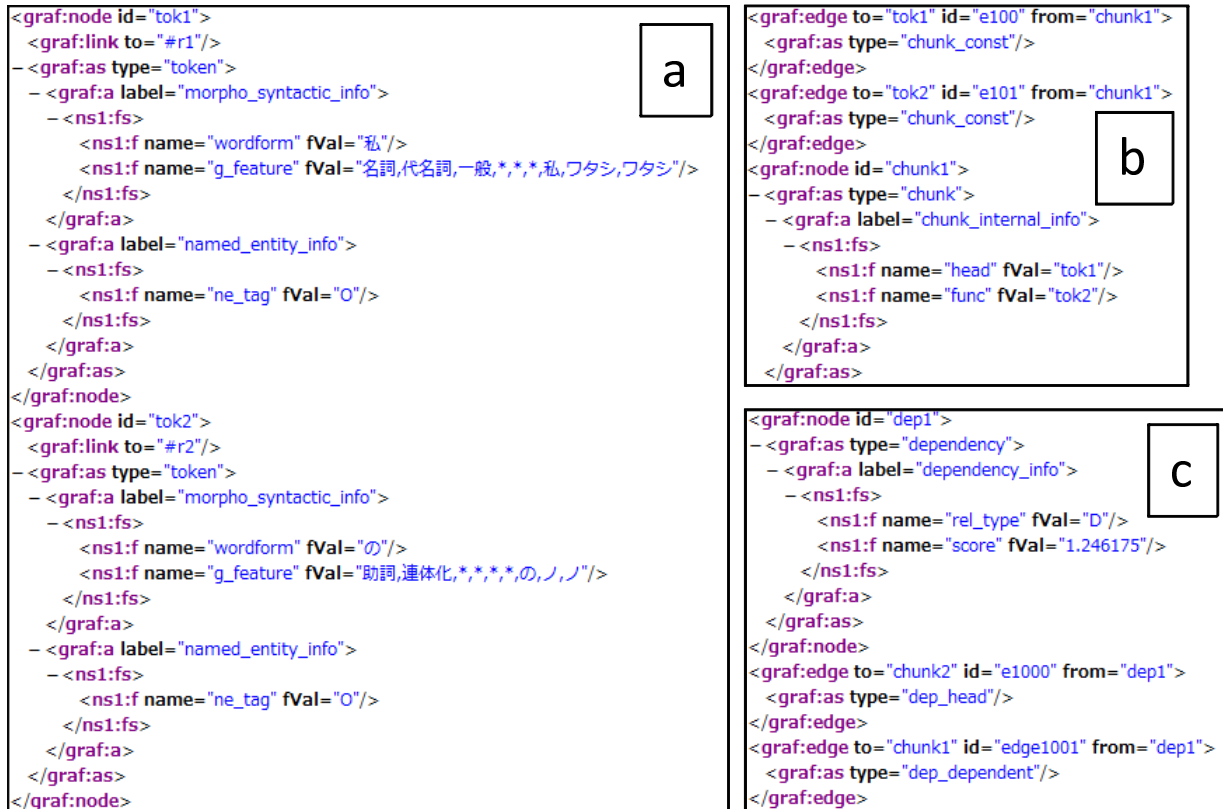 <graf:node id="tok1">
<graf:link to="#r1"/>
– <graf:as type="token">
– <graf:a label="morpho_syntactic_info">
– <ns1:fs>
<ns1:f name="wordform" fVal="私"/>
<ns1:f name="g_feature" fVal="名詞,代名詞,一般,*,*,*,私,ワタシ,ワタシ"/>
</ns1:fs>
</graf:a>
– <graf:a label="named_entity_info">
– <ns1:fs>
<ns1:f name="ne_tag" fVal="O"/>
</ns1:fs>
</graf:a>
</graf:as>
</graf:node>
<graf:node id="tok2">
<graf:link to="#r2"/>
– <graf:as type="token">
– <graf:a label="morpho_syntactic_info">
– <ns1:fs>
<ns1:f name="wordform" fVal="の"/>
<ns1:f name="g_feature" fVal="助詞,連体化,*,*,*,*,の,ノ,ノ"/>
</ns1:fs>
</graf:a>
– <graf:a label="named_entity_info">
– <ns1:fs>
<ns1:f name="ne_tag" fVal="O"/>
</ns1:fs>
</graf:a>
</graf:as>
</graf:node>
a
<graf:edge to="tok1" id="e100" from="chunk1">
<graf:as type="chunk_const"/>
</graf:edge>
<graf:edge to="tok2" id="e101" from="chunk1">
<graf:as type="chunk_const"/>
</graf:edge>
<graf:node id="chunk1">
– <graf:as type="chunk">
– <graf:a label="chunk_internal_info">
– <ns1:fs>
<ns1:f name="head" fVal="tok1"/>
<ns1:f name="func" fVal="tok2"/>
</ns1:fs>
</graf:a>
</graf:as>
b
<graf:node id="dep1">
– <graf:as type="dependency">
– <graf:a label="dependency_info">
– <ns1:fs>
<ns1:f name="rel_type" fVal="D"/>
<ns1:f name="score" fVal="1.246175"/>
</ns1:fs>
</graf:a>
</graf:as>
</graf:node>
<graf:edge to="chunk2" id="e1000" from="dep1">
<graf:as type="dep_head"/>
</graf:edge>
<graf:edge to="chunk1" id="edge1001" from="dep1">
<graf:as type="dep_dependent"/>
</graf:edge>
c